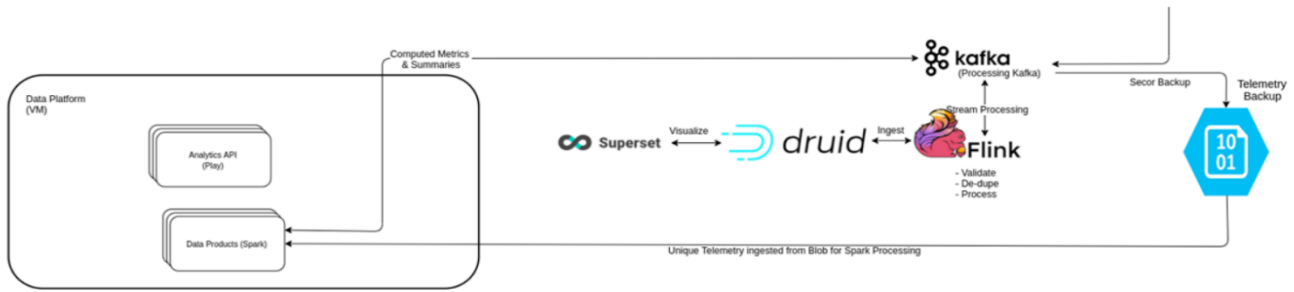 Computed Metrics
& Summaries
kafka
(Processing Kafka)
Secor Backup
Telemetry
Backup
Data Platform
(VM)
Stream Processing
Analytics API
(Play)
Superset
Visualize
druid
Ingest
Flink
10
01
- Validate
- De-dupe
- Process
Data Products (Spark)
Unique Telemetry ingested from Blob for Spark Processing